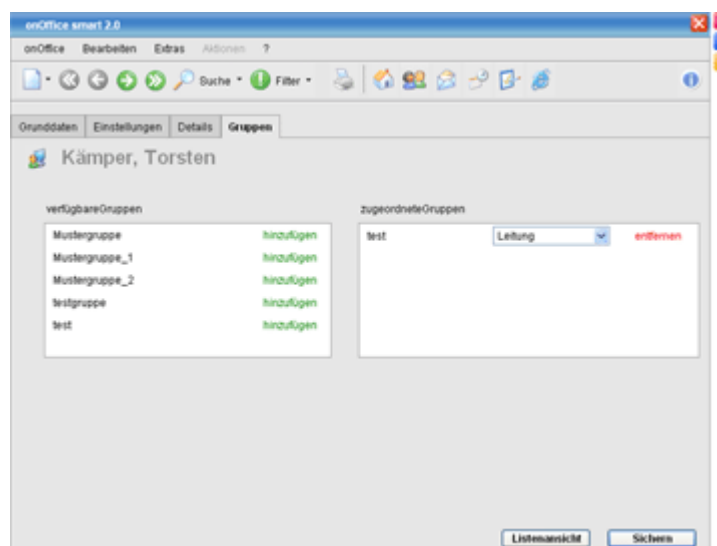 onOffice smart 2.0
onOffice Bearbeiten Extras Aktionen ?
Suche Filter
Grunddaten Einstellungen Details Gruppen
Kämper, Torsten
verfügbareGruppen
zugeordneteGruppen
Mustergruppe hinzufügen
test Leitung entfernen
Mustergruppe_1 hinzufügen
Mustergruppe_2 hinzufügen
testgruppe hinzufügen
test hinzufügen
Listenansicht Sichern